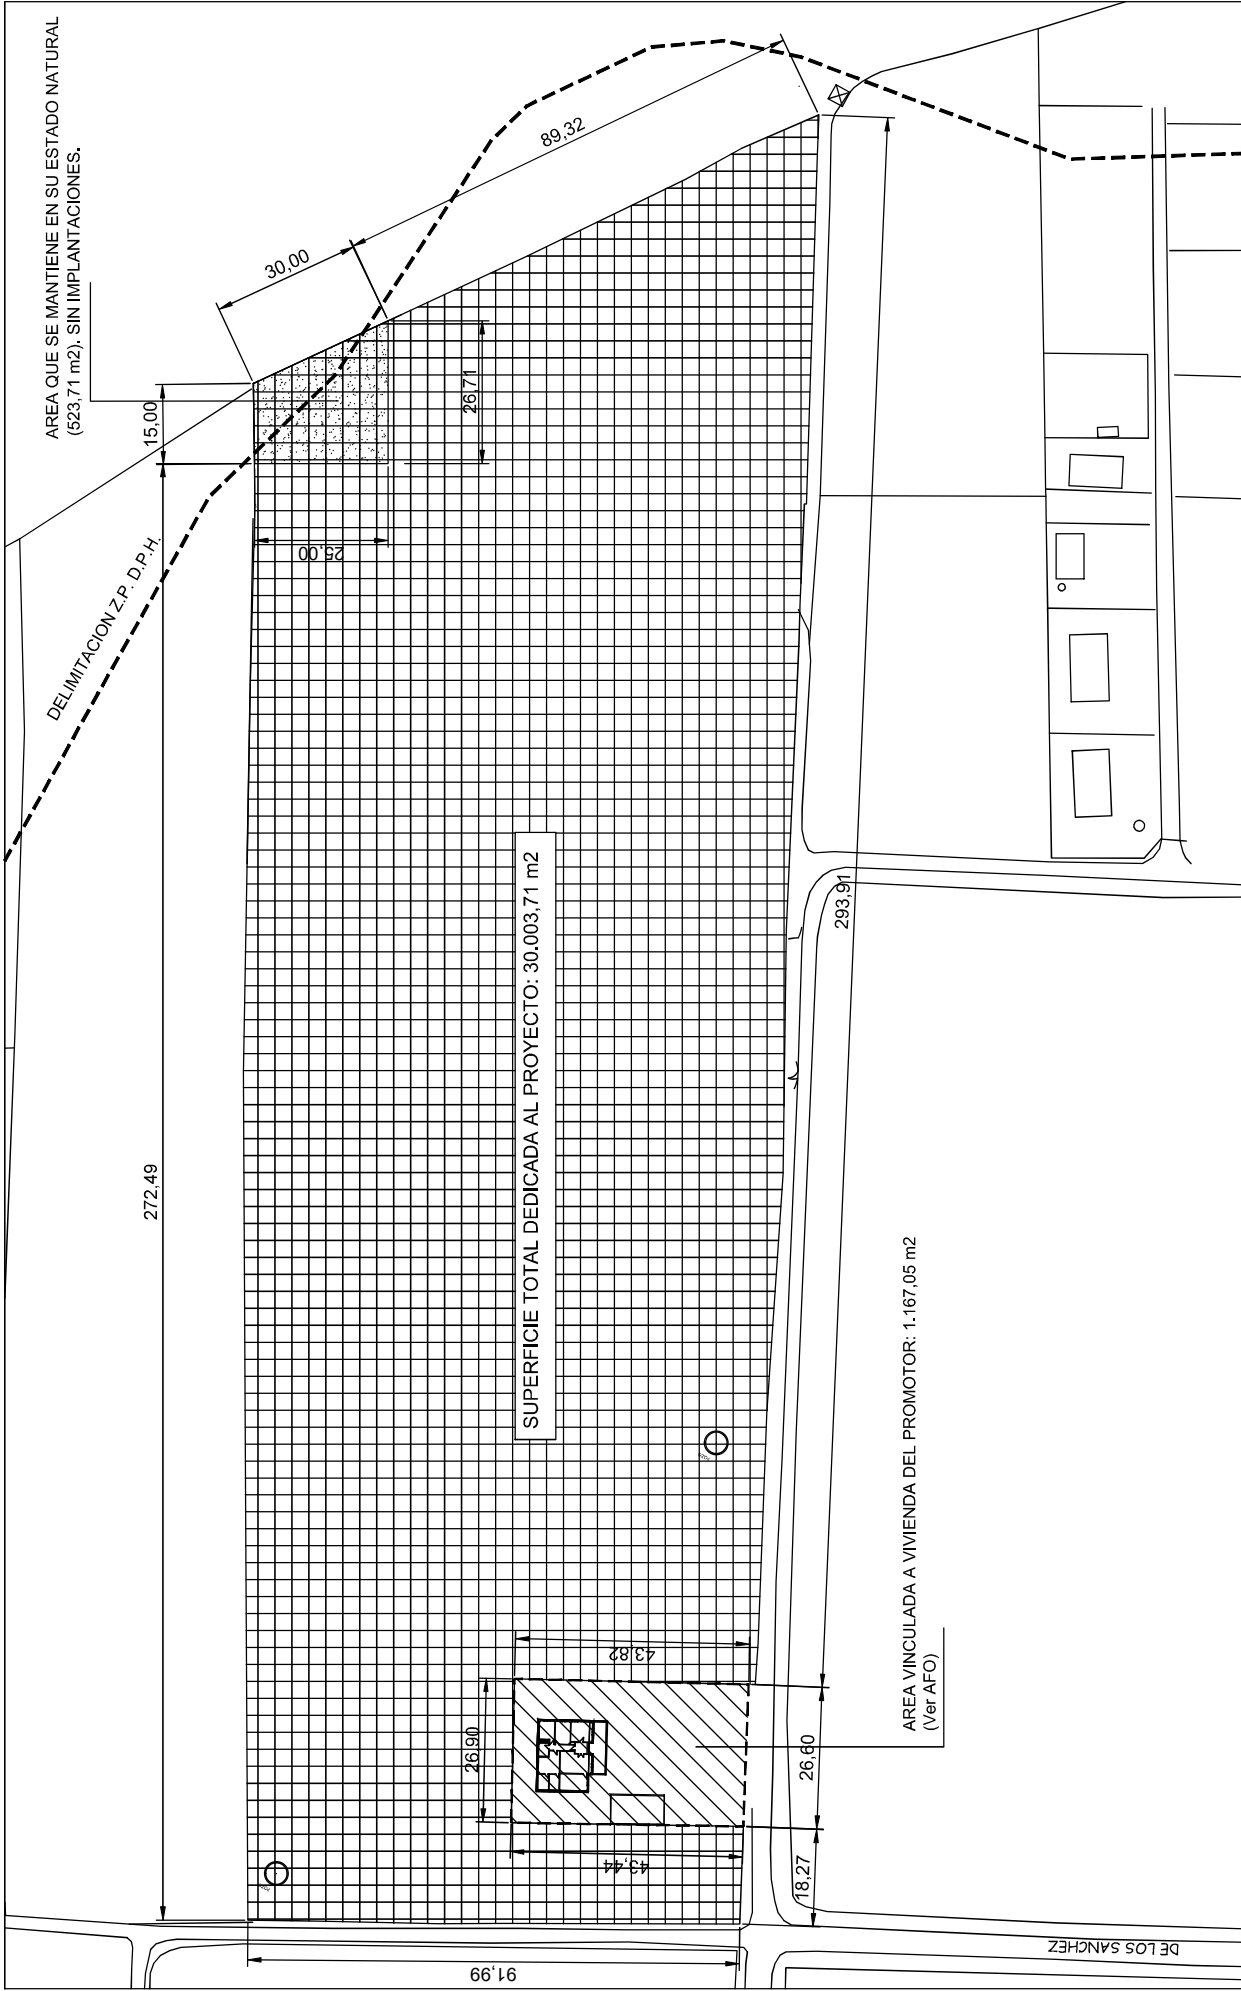 AREA QUE SE MANTIENE EN SU ESTADO NATURAL
(523,71 m2). SIN IMPLANTACIONES.
DELIMITACION Z.P. D.P.H.
272,49
15,00
30,00
89,32
25,00
26,71
SUPERFICIE TOTAL DEDICADA AL PROYECTO: 30.003,71 m2
293,91
43,82
26,90
43,44
26,60
18,27
91,99
AREA VINCULADA A VIVIENDA DEL PROMOTOR: 1.167,05 m2
(Ver AFO)
DE LOS SANCHEZ